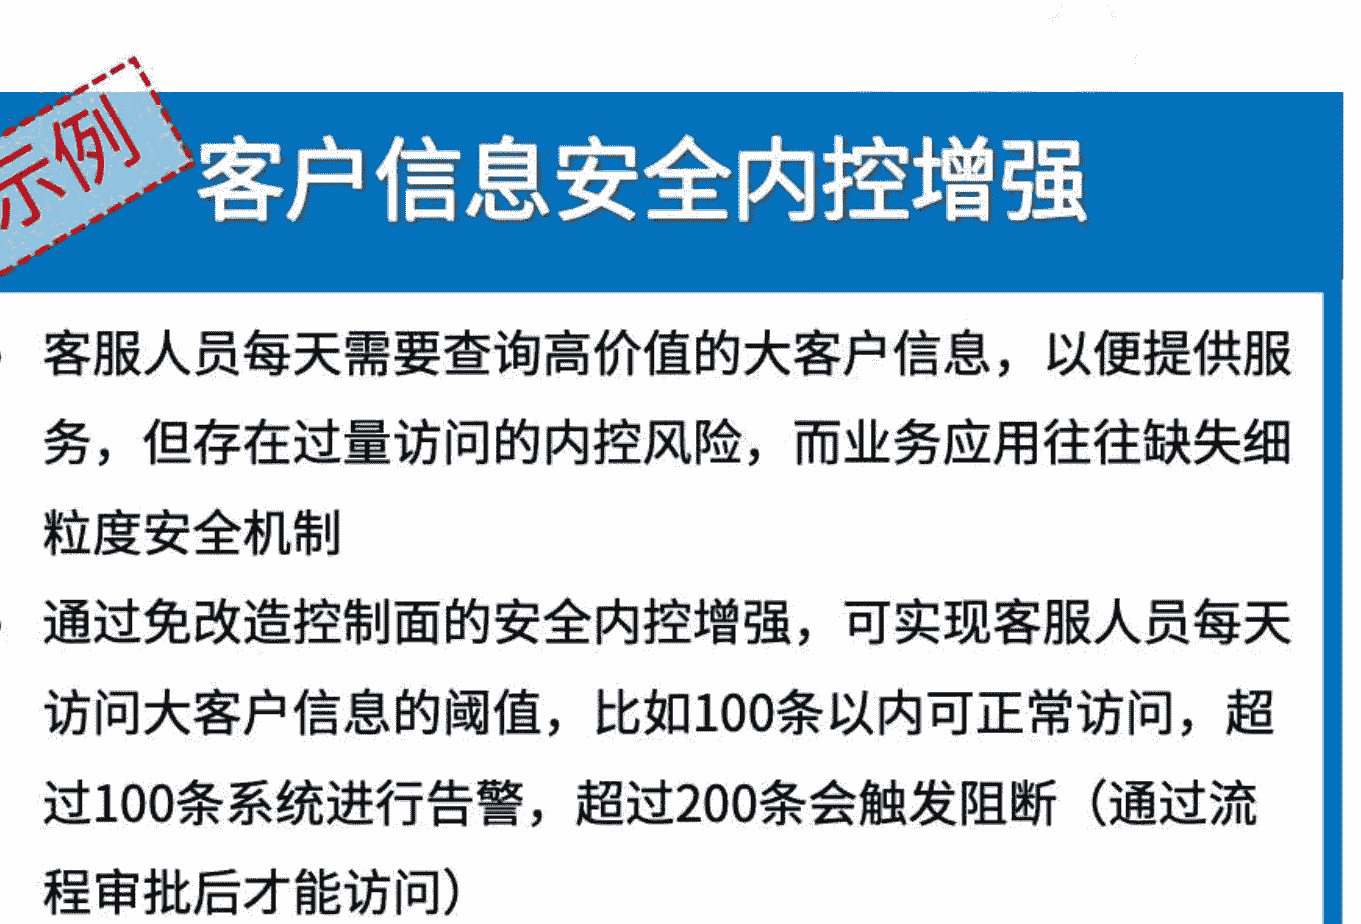 示例
客户信息安全内控增强
客服人员每天需要查询高价值的大客户信息，以便提供服
务，但存在过量访问的内控风险，而业务应用往往缺失细
粒度安全机制
通过免改造控制面的安全内控增强，可实现客服人员每天
访问大客户信息的阈值，比如100条以内可正常访问，超
过100条系统进行告警，超过200条会触发阻断（通过流
程审批后才能访问）